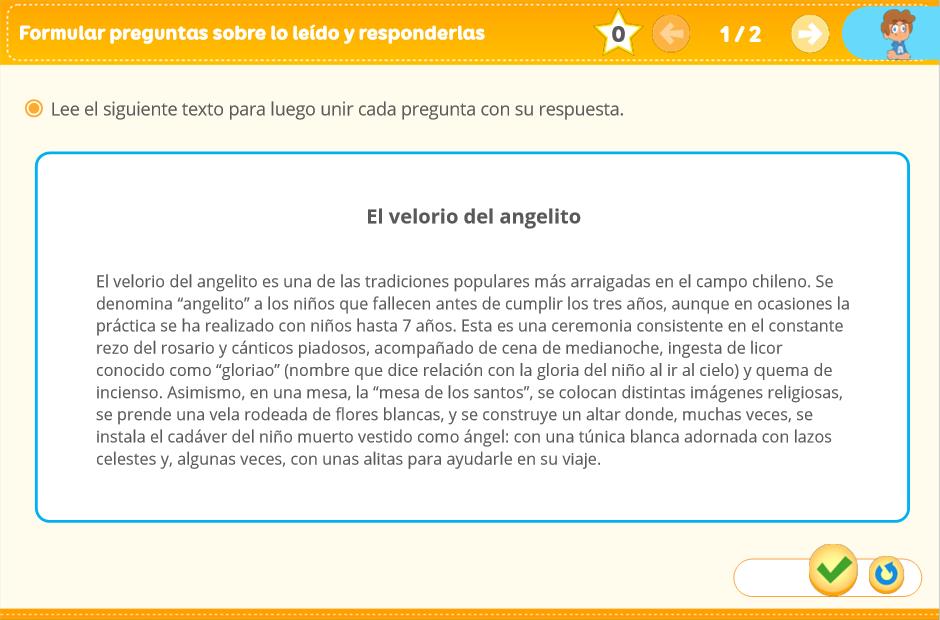 Formular preguntas sobre lo leído y responderlas
0
1 / 2
Lee el siguiente texto para luego unir cada pregunta con su respuesta.
El velorio del angelito
El velorio del angelito es una de las tradiciones populares más arraigadas en el campo chileno. Se
denomina “angelito” a los niños que fallecen antes de cumplir los tres años, aunque en ocasiones la
práctica se ha realizado con niños hasta 7 años. Esta es una ceremonia consistente en el constante
rezo del rosario y cánticos piadosos, acompañado de cena de medianoche, ingesta de licor
conocido como “gloriao” (nombre que dice relación con la gloria del niño al ir al cielo) y quema de
incienso. Asimismo, en una mesa, la “mesa de los santos”, se colocan distintas imágenes religiosas,
se prende una vela rodeada de flores blancas, y se construye un altar donde, muchas veces, se
instala el cadáver del niño muerto vestido como ángel: con una túnica blanca adornada con lazos
celestes y, algunas veces, con unas alitas para ayudarle en su viaje.